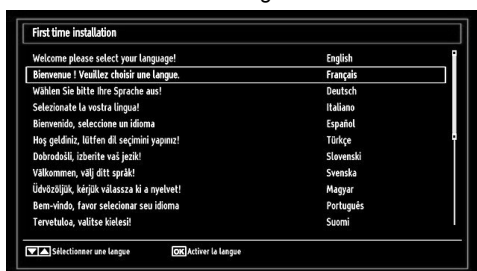 First time installation
Welcome please select your language! English
Bienvenue ! Veuillez choisir une langue. Français
Wählen Sie bitte Ihre Sprache aus! Deutsch
Selezionate la vostra lingua! Italiano
Bienvenido, seleccione un idioma Español
Hoş geldiniz, lütfen dil seçimini yapınız! Türkçe
Dobrodošli, izberite vaš jezik! Slovenski
Välkommen, välj ditt språk! Svenska
Üdvözöljük, kérjük válassza ki a nyelvet! Magyar
Bem-vindo, favor selecionar seu idioma Português
Tervetuloa, valitse kielesi! Suomi
Sélectionner une langue OK Activer la langue